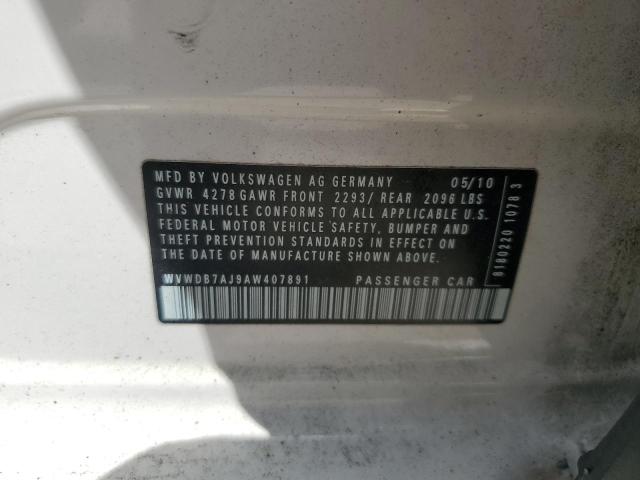 MFD BY VOLKSWAGEN AG GERMANY 05/10
GVWR 4278 GAWR FRONT 2293/ REAR 2096 LBS
THIS VEHICLE CONFORMS TO ALL APPLICABLE U.S.
FEDERAL MOTOR VEHICLE SAFETY, BUMPER AND
THEFT PREVENTION STANDARDS IN EFFECT ON
THE DATE OF MANUFACTURE SHOWN ABOVE.
WVWDB7AJ9AW407891 PASSENGER CAR
8180220 1078 3